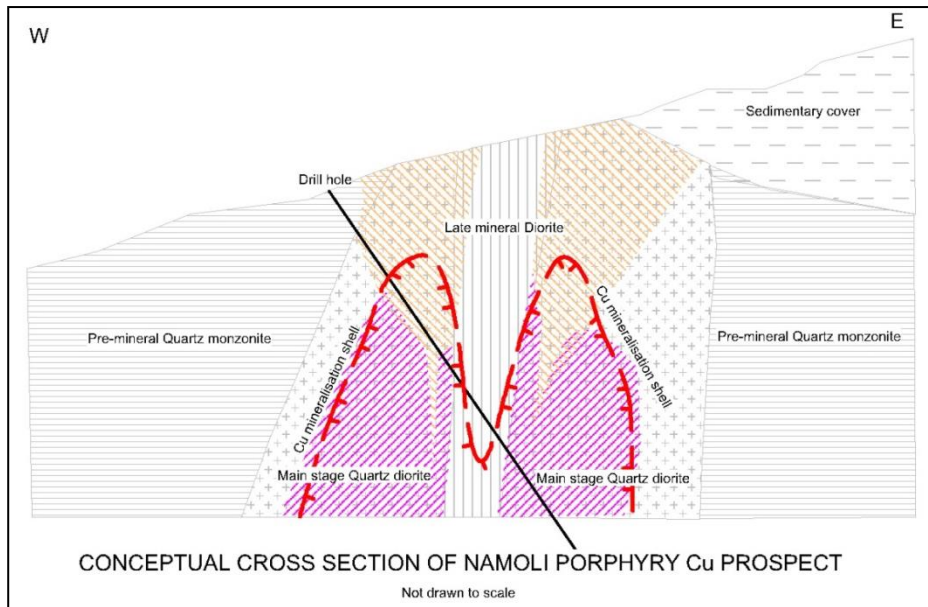 W
E
Sedimentary cover
Drill hole
Late mineral Diorite
Pre-mineral Quartz monzonite
Cu mineralisation shell
Cu mineralisation shell
Pre-mineral Quartz monzonite
Main stage Quartz diorite
Main stage Quartz diorite
CONCEPTUAL CROSS SECTION OF NAMOLI PORPHYRY Cu PROSPECT
Not drawn to scale